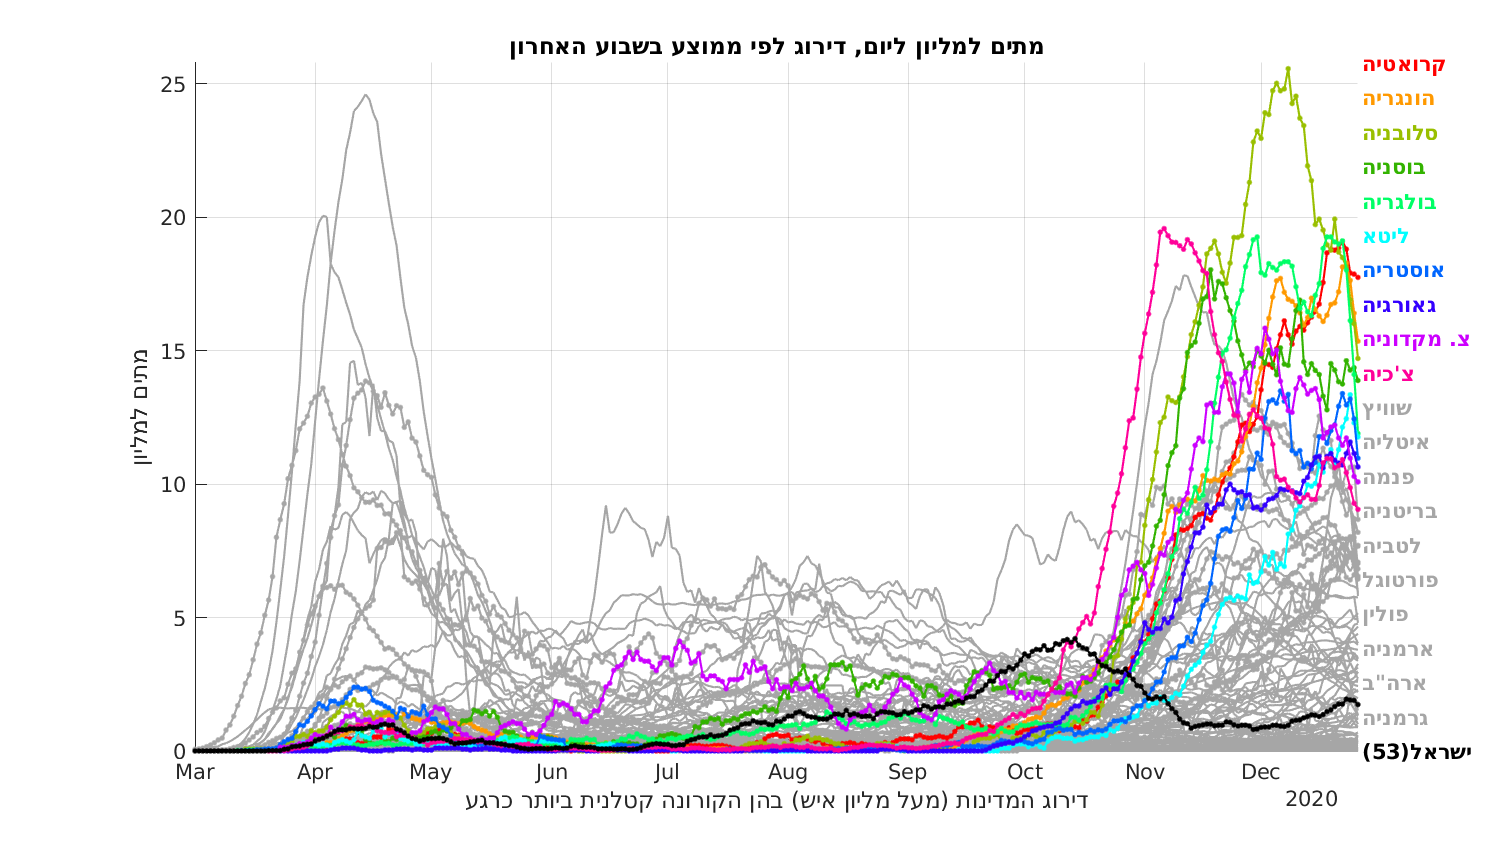 מתים למליון ליום, דירוג לפי ממוצע בשבוע האחרון
מתים למליון
25
20
15
10
5
0
Mar Apr May Jun Jul Aug Sep Oct Nov Dec
2020
דירוג המדינות (מעל מליון איש) בהן הקורונה קטלנית ביותר כרגע
קרואטיה
הונגריה
סלובניה
בוסניה
בולגריה
ליטא
אוסטריה
גאורגיה
צ. מקדוניה
צ'כיה
שוויץ
איטליה
פנמה
בריטניה
לטביה
פורטוגל
פולין
ארמניה
ארה"ב
גרמניה
ישראל(53)